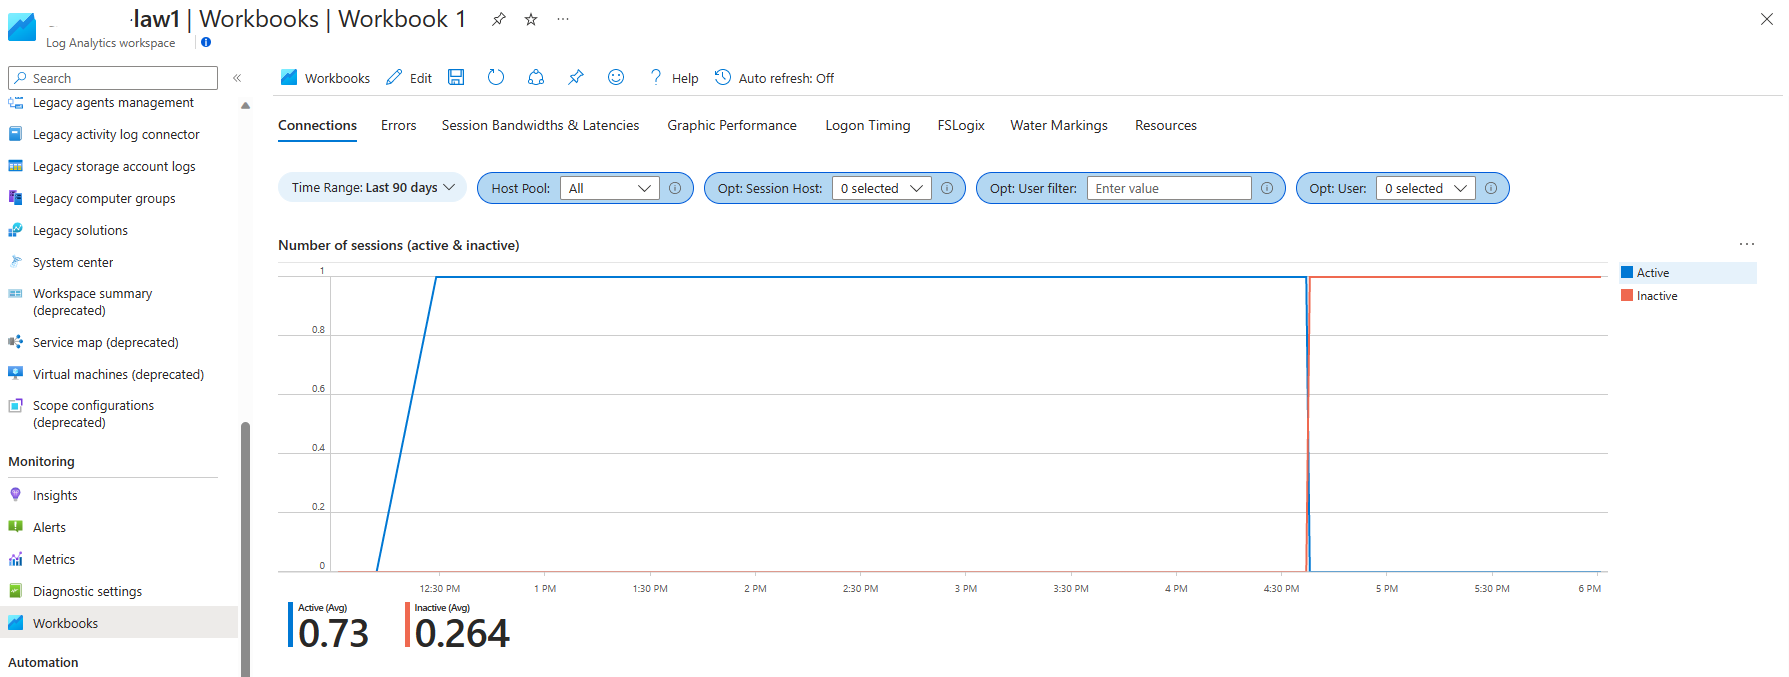 law1 | Workbooks | Workbook 1
Log Analytics workspace
Search
Legacy agents management
Legacy activity log connector
Legacy storage account logs
Legacy computer groups
Legacy solutions
System center
Workspace summary
(deprecated)
Service map (deprecated)
Virtual machines (deprecated)
Scope configurations
(deprecated)
Monitoring
Insights
Alerts
Metrics
Diagnostic settings
Workbooks
Automation
Workbooks Edit ? Help Auto refresh: Off
Connections Errors Session Bandwidths & Latencies Graphic Performance Logon Timing FSLogix Water Markings Resources
Time Range: Last 90 days Host Pool: All Opt: Session Host: 0 selected Opt: User filter: Enter value Opt: User: 0 selected
Number of sessions (active & inactive)
1
0.8
0.6
0.4
0.2
0
12:30 PM 1 PM 1:30 PM 2 PM 2:30 PM 3 PM 3:30 PM 4 PM 4:30 PM 5 PM 5:30 PM 6 PM
Active
Inactive
Active (Avg) Inactive (Avg)
0.73 0.264